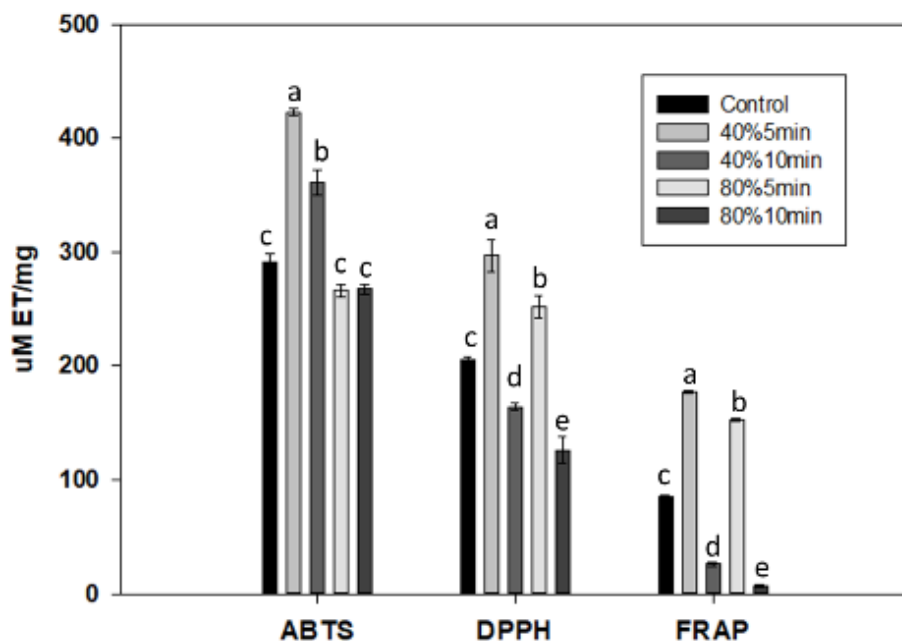 500
400
300
200
100
0
uM ET/mg
Control
40%5min
40%10min
80%5min
80%10min
c
a
b
c
c
c
a
d
b
e
c
a
d
b
e
ABTS
DPPH
FRAP